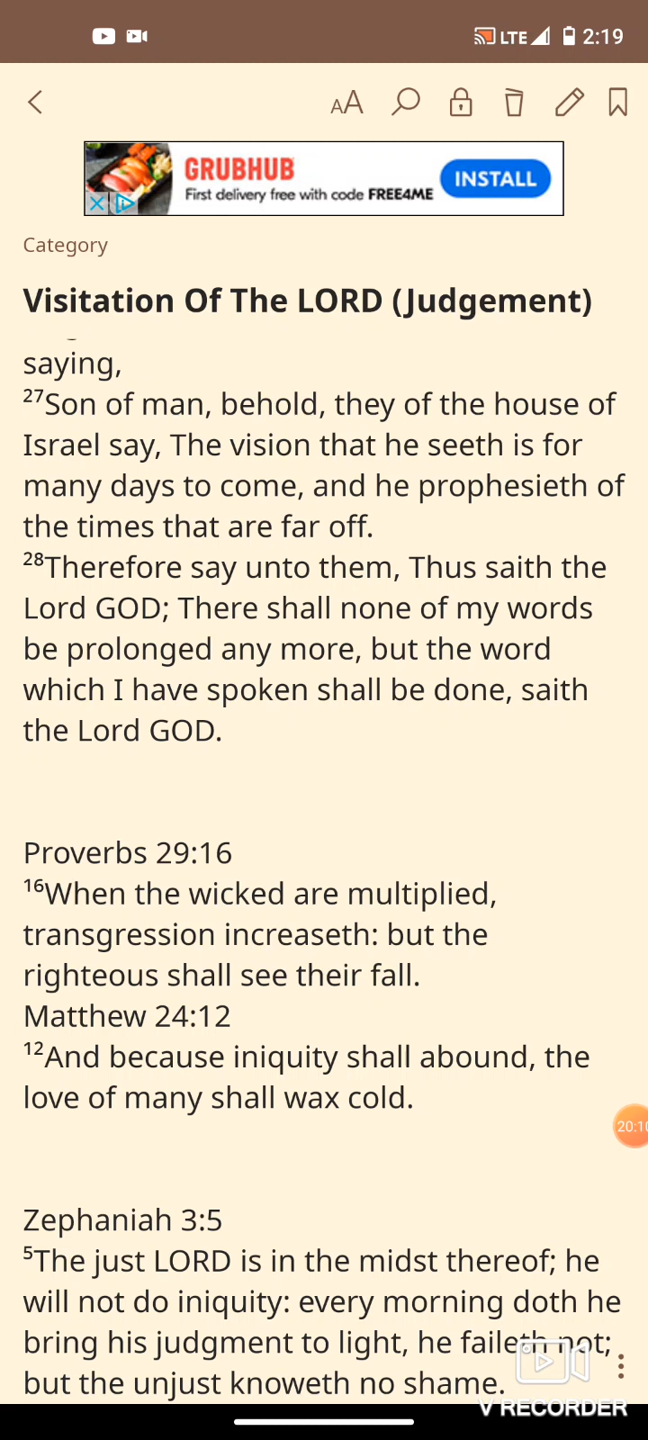 LTE 2:19
AA
GRUBHUB
First delivery free with code FREE4ME
INSTALL
Category
Visitation Of The LORD (Judgement)
saying,
27Son of man, behold, they of the house of
Israel say, The vision that he seeth is for
many days to come, and he prophesieth of
the times that are far off.
28Therefore say unto them, Thus saith the
Lord GOD; There shall none of my words
be prolonged any more, but the word
which I have spoken shall be done, saith
the Lord GOD.
Proverbs 29:16
16When the wicked are multiplied,
transgression increaseth: but the
righteous shall see their fall.
Matthew 24:12
12And because iniquity shall abound, the
love of many shall wax cold.
20:10
Zephaniah 3:5
5The just LORD is in the midst thereof; he
will not do iniquity: every morning doth he
bring his judgment to light, he faileth not;
but the unjust knoweth no shame.
V RECORDER